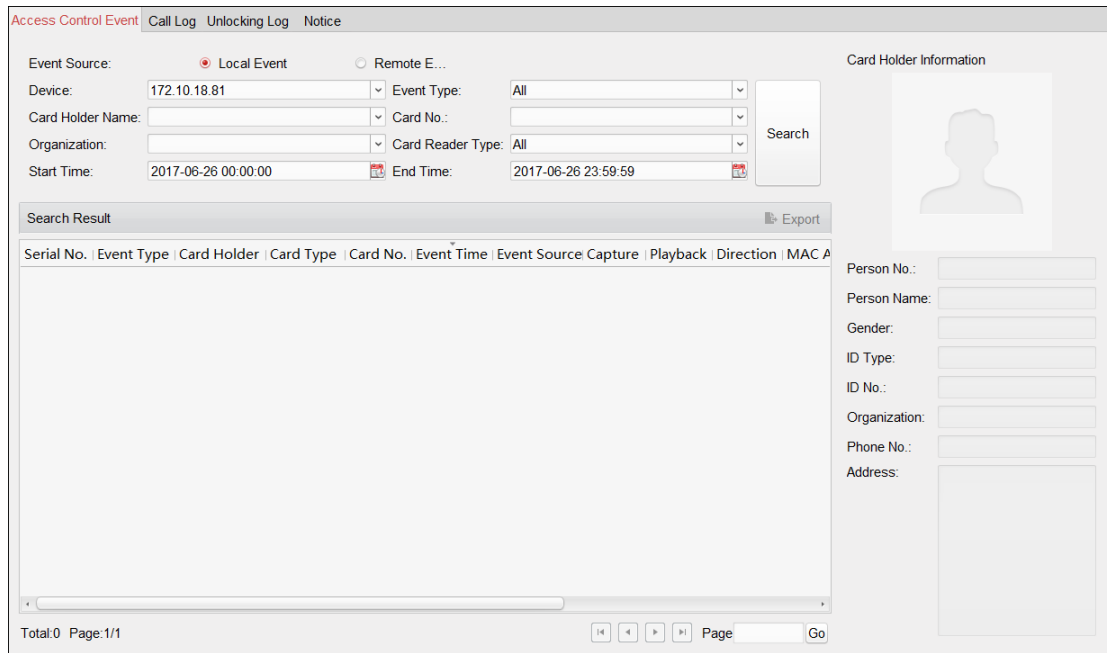 Access Control Event Call Log Unlocking Log Notice
Event Source: Local Event Remote E...
Device: 172.10.18.81 Event Type: All
Card Holder Name: Card No.:
Organization: Card Reader Type: All
Start Time: 2017-06-26 00:00:00 End Time: 2017-06-26 23:59:59
Search
Search Result Export
Serial No. Event Type Card Holder Card Type Card No. Event Time Event Source Capture Playback Direction MAC A
Total:0 Page:1/1 Page Go
Card Holder Information
Person No.:
Person Name:
Gender:
ID Type:
ID No.:
Organization:
Phone No.:
Address: